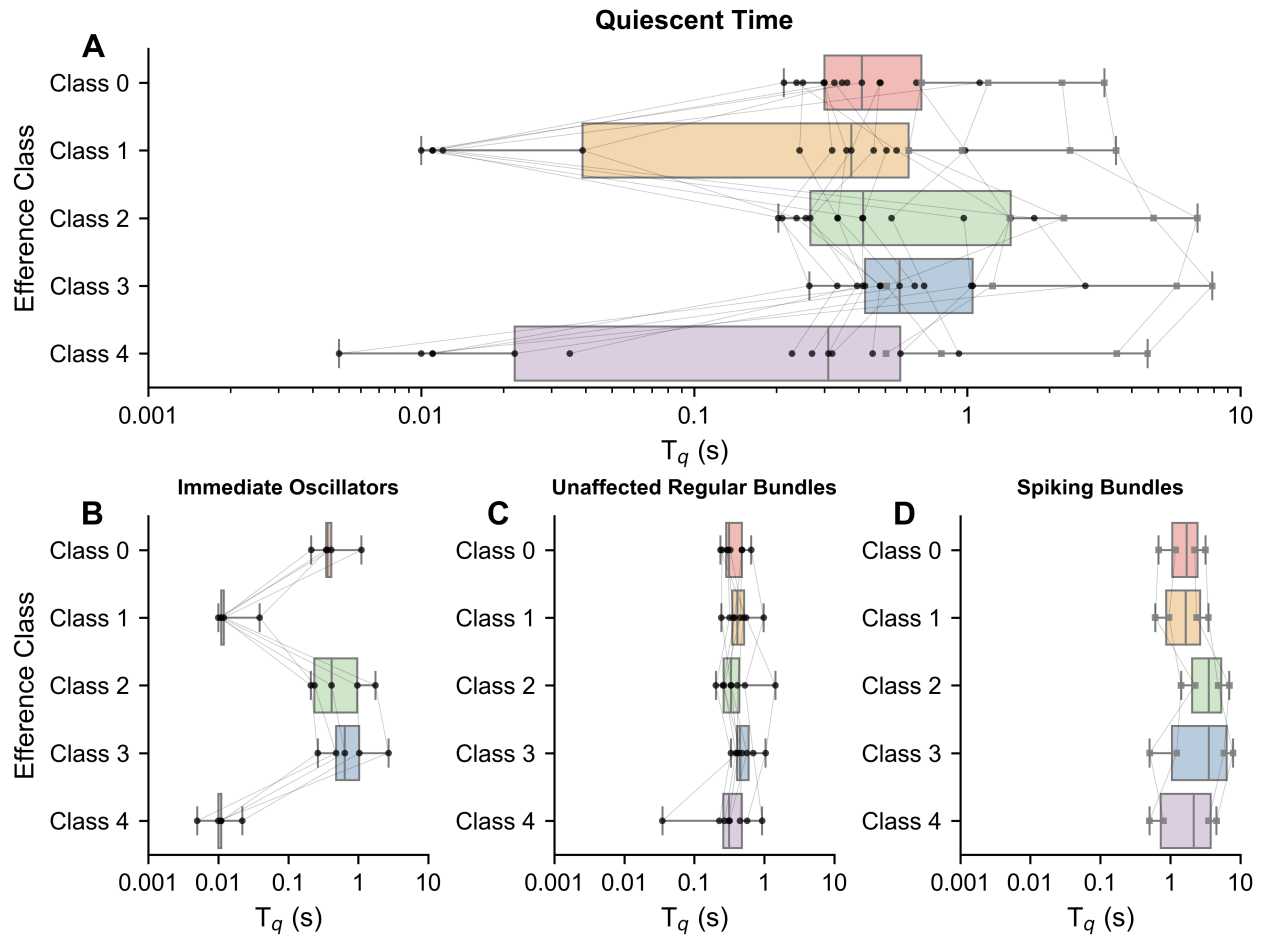 Quiescent Time
A
Efference Class
Class 0
Class 1
Class 2
Class 3
Class 4
0.001 0.01 0.1 1 10
Tq (s)
B Immediate Oscillators
Efference Class
Class 0
Class 1
Class 2
Class 3
Class 4
0.001 0.01 0.1 1 10
Tq (s)
C Unaffected Regular Bundles
Class 0
Class 1
Class 2
Class 3
Class 4
0.001 0.01 0.1 1 10
Tq (s)
D Spiking Bundles
Class 0
Class 1
Class 2
Class 3
Class 4
0.001 0.01 0.1 1 10
Tq (s)